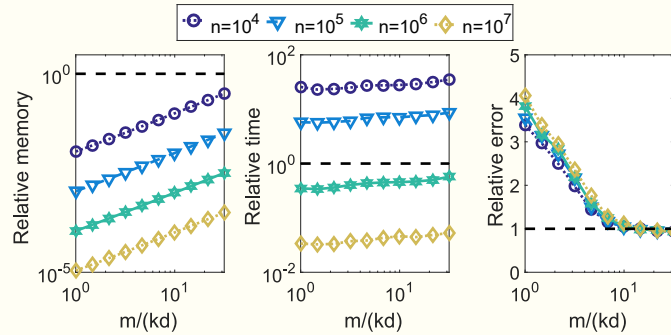 n=10^4 n=10^5 n=10^6 n=10^7
Relative memory
10^0
10^-5
10^0
10^1
m/(kd)
Relative time
10^2
10^0
10^-2
10^0
10^1
m/(kd)
Relative error
5
4
3
2
1
0
10^0
10^1
m/(kd)